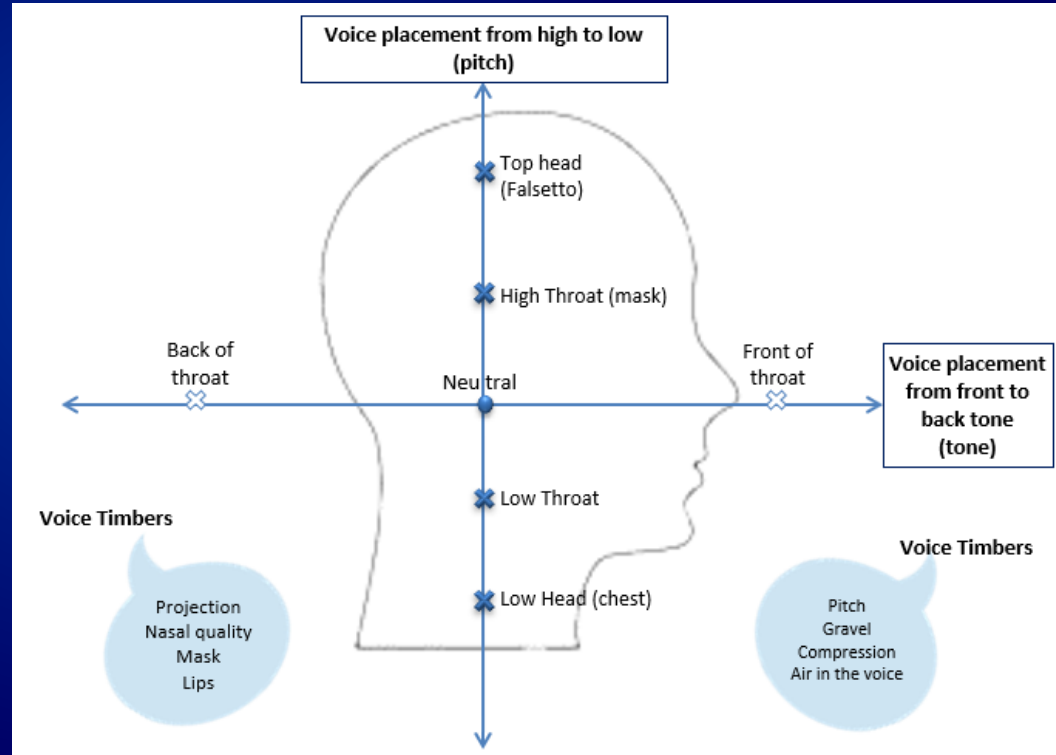 Voice placement from high to low
(pitch)
Top head
(Falsetto)
High Throat (mask)
Back of
throat
Neutral
Front of
throat
Voice placement
from front to
back tone
(tone)
Low Throat
Voice Timbers
Projection
Nasal quality
Mask
Lips
Low Head (chest)
Voice Timbers
Pitch
Gravel
Compression
Air in the voice